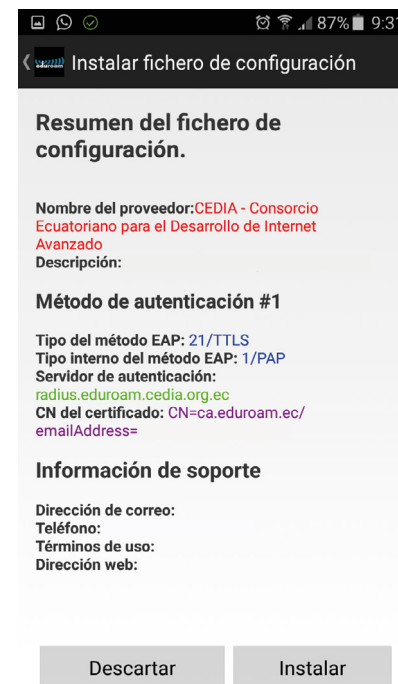 87% 9:31
eduroam Instalar fichero de configuración
Resumen del fichero de
configuración.
Nombre del proveedor:CEDIA - Consorcio
Ecuatoriano para el Desarrollo de Internet
Avanzado
Descripción:
Método de autenticación #1
Tipo del método EAP: 21/TTLS
Tipo interno del método EAP: 1/PAP
Servidor de autenticación:
radius.eduroam.cedia.org.ec
CN del certificado: CN=ca.eduroam.ec/
emailAddress=
Información de soporte
Dirección de correo:
Teléfono:
Términos de uso:
Dirección web:
Descartar Instalar